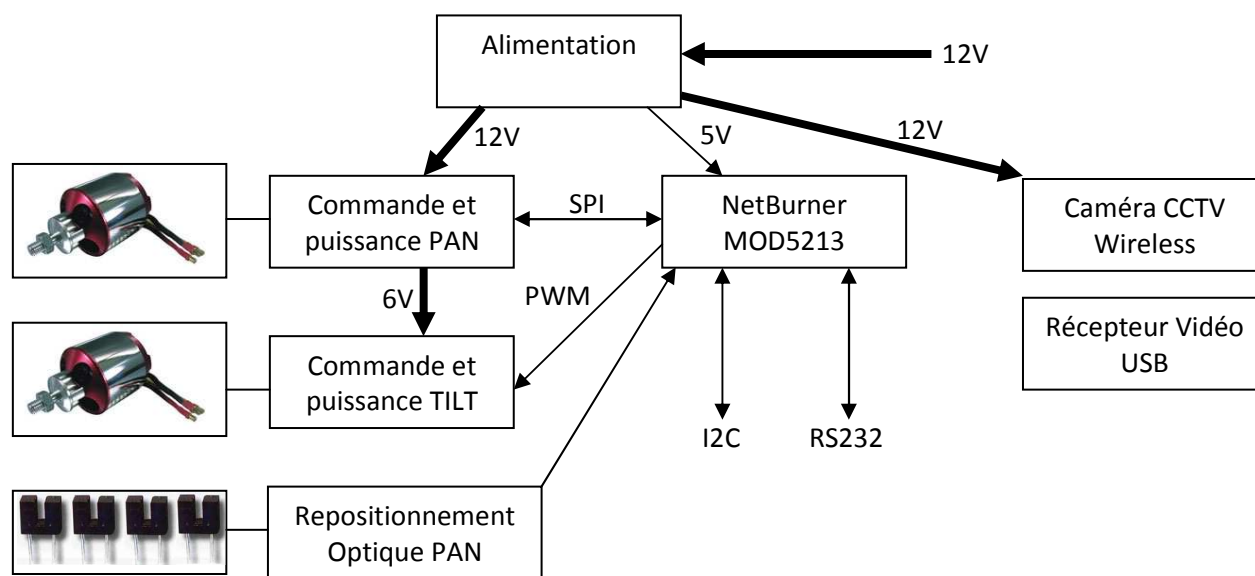 Alimentation
12V
12V
5V
12V
Commande et
puissance PAN
SPI
NetBurner
MOD5213
Caméra CCTV
Wireless
6V
PWM
Récepteur Vidéo
USB
Commande et
puissance TILT
I2C
RS232
Repositionnement
Optique PAN